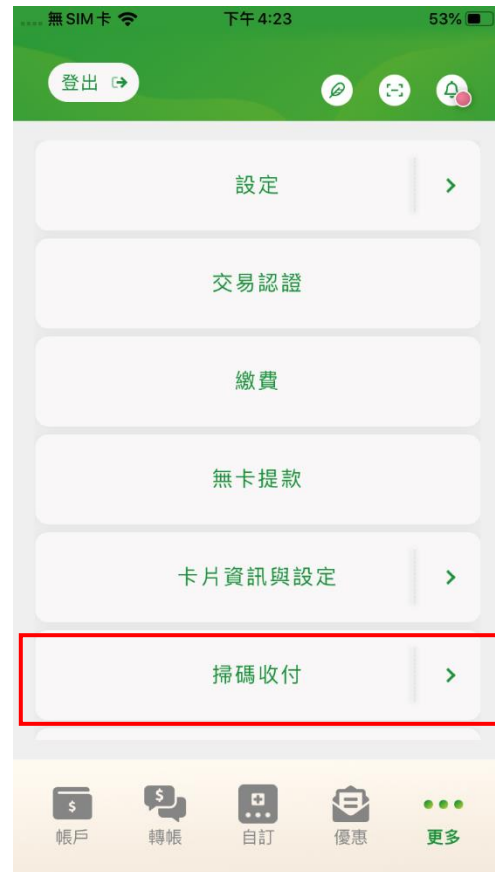 無SIM卡 下午4:23 53%
登出
設定
交易認證
繳費
無卡提款
卡片資訊與設定
掃碼收付
帳戶 轉帳 自訂 優惠 更多